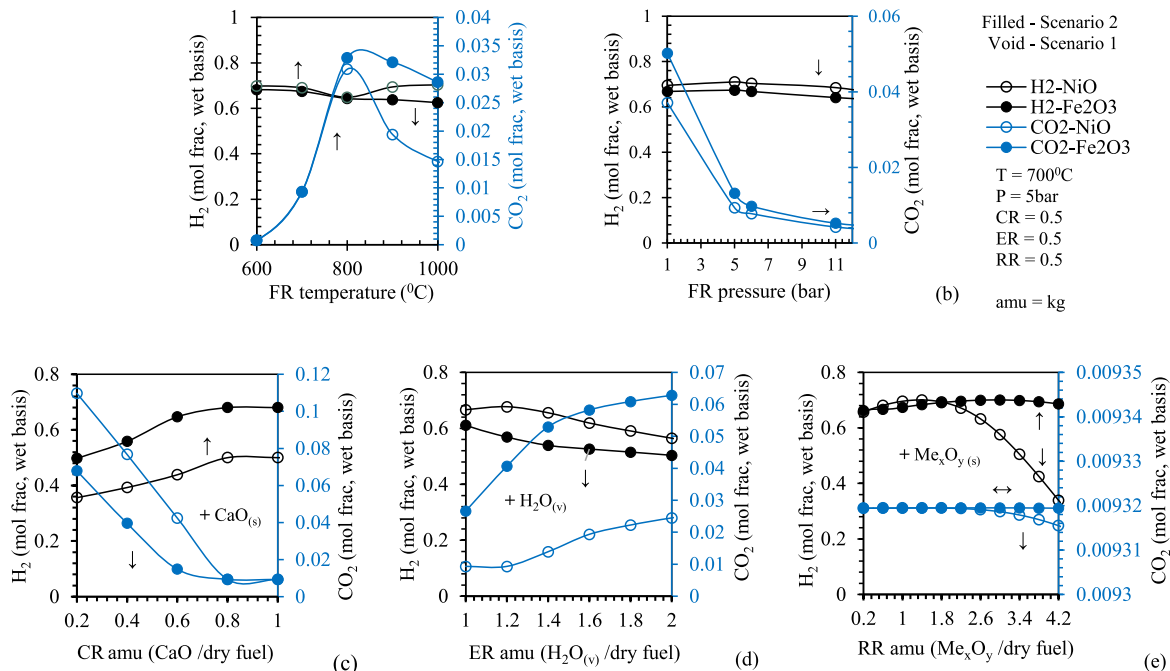 H2 (mol frac, wet basis)
1
0.8
0.6
0.4
0.2
0
↑
↑
↓
0.04
0.035
0.03
0.025
0.02
0.015
0.01
0.005
0
CO2 (mol frac, wet basis)
600 700 800 900 1000
FR temperature (⁰C)
H2 (mol frac, wet basis)
1
0.8
0.6
0.4
0.2
0
↓
→
0.06
0.04
0.02
0
CO2 (mol frac, wet basis)
1 3 5 7 9 11
FR pressure (bar)
(b)
Filled - Scenario 2
Void - Scenario 1
H2-NiO
H2-Fe2O3
CO2-NiO
CO2-Fe2O3
T = 700⁰C
P = 5bar
CR = 0.5
ER = 0.5
RR = 0.5
amu = kg
H2 (mol frac, wet basis)
0.8
0.6
0.4
0.2
0
↑
+ CaO(s)
↓
0.12
0.1
0.08
0.06
0.04
0.02
0
CO2 (mol frac, wet basis)
0.2 0.4 0.6 0.8 1
CR amu (CaO /dry fuel)
(c)
H2 (mol frac, wet basis)
0.8
0.6
0.4
0.2
0
↓
+ H2O(v)
↑
0.07
0.06
0.05
0.04
0.03
0.02
0.01
0
CO2 (mol frac, wet basis)
1 1.2 1.4 1.6 1.8 2
ER amu (H2O(v) /dry fuel)
(d)
H2 (mol frac, wet basis)
0.8
0.6
0.4
0.2
0
↑
+ MexOy (s)
↓
↔
↓
0.00935
0.00934
0.00933
0.00932
0.00931
0.0093
CO2 (mol frac, wet basis)
0.2 1 1.8 2.6 3.4 4.2
RR amu (MexOy /dry fuel)
(e)